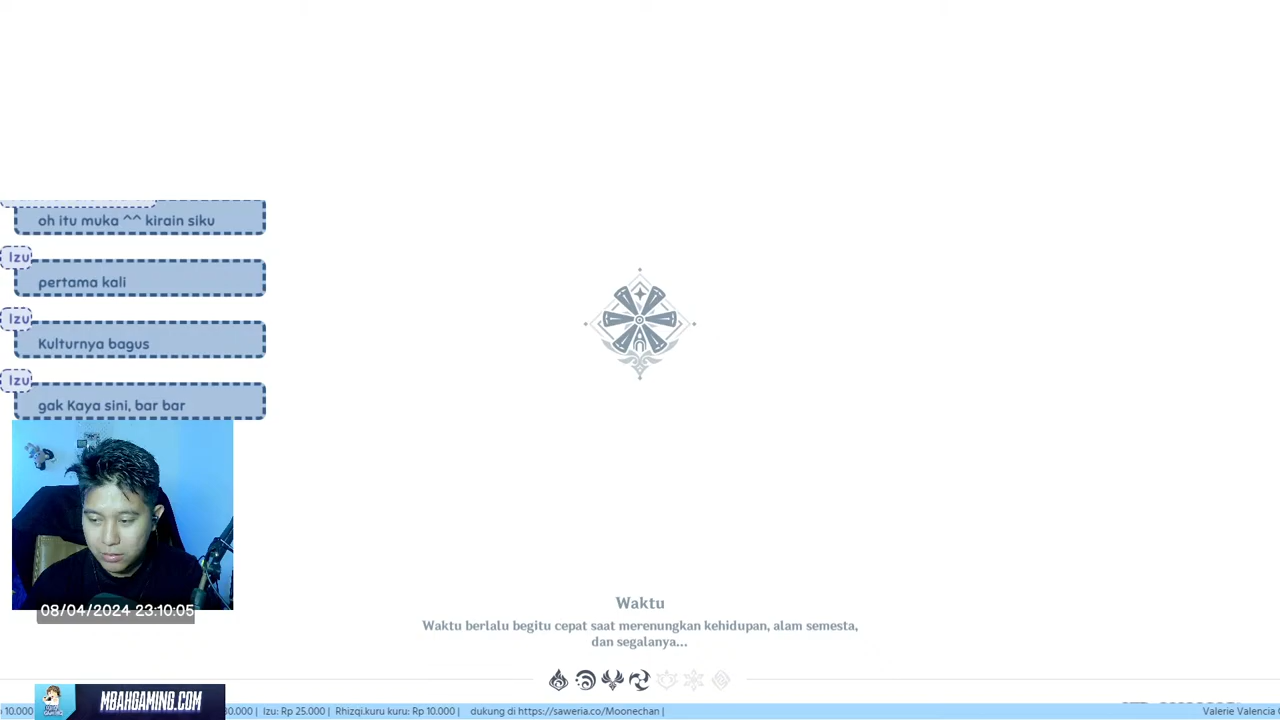 oh itu muka ^^ kirain siku
Izu
pertama kali
Izu
Kulturnya bagus
Izu
gak Kaya sini, bar bar
08/04/2024 23:10:05
Waktu
Waktu berlalu begitu cepat saat merenungkan kehidupan, alam semesta,
dan segalanya...
MBAHGAMING.COM
10.000 30.000 | Izu: Rp 25.000 | Rhizqi.kuru kuru: Rp 10.000 | dukung di https://saweria.co/Moonechan | Valerie Valencia